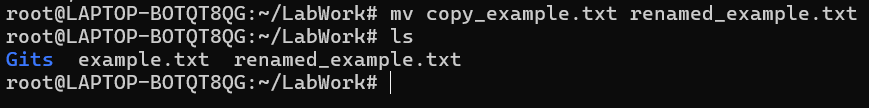 root@LAPTOP-BOTQT8QG:~/LabWork# mv copy_example.txt renamed_example.txt
root@LAPTOP-BOTQT8QG:~/LabWork# ls
Gits  example.txt  renamed_example.txt
root@LAPTOP-BOTQT8QG:~/LabWork#